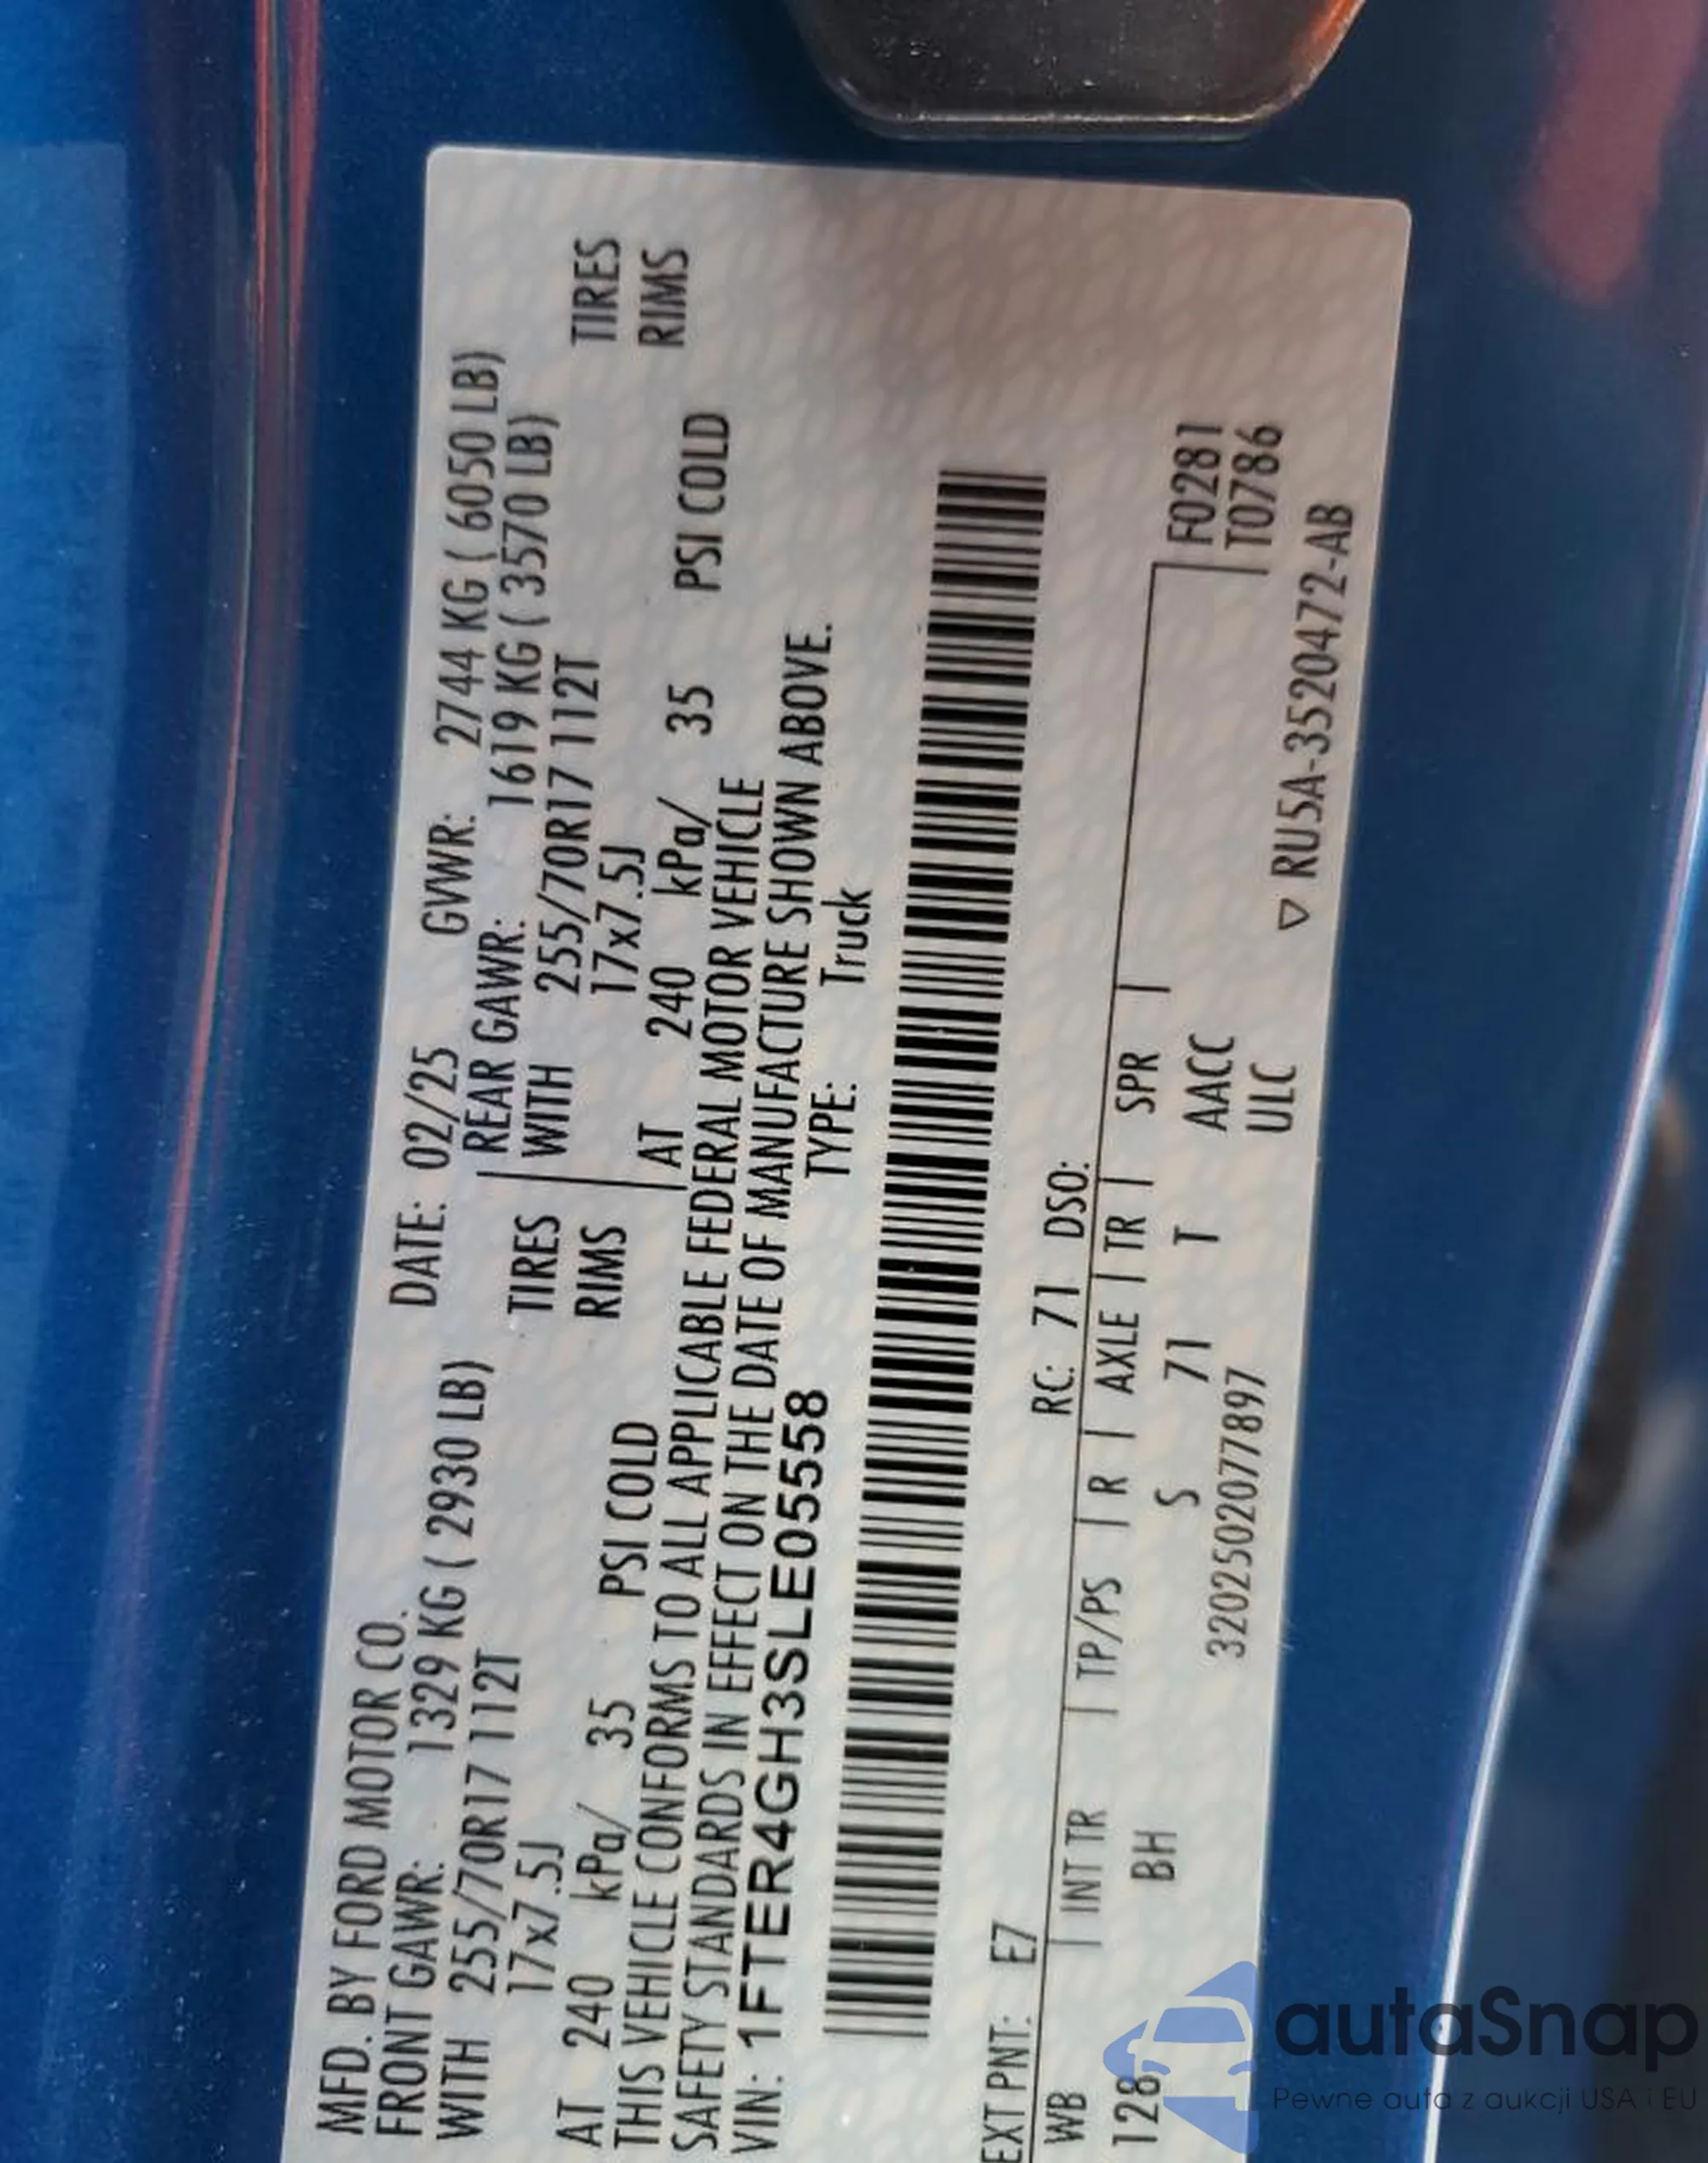 MFD. BY FORD MOTOR CO. DATE: 02/25 GVWR: 2744 KG ( 6050 LB)
FRONT GAWR: 1329 KG ( 2930 LB) REAR GAWR: 1619 KG ( 3570 LB)
WITH 255/70R17 112T TIRES WITH 255/70R17 112T TIRES
17x7.5J RIMS 17x7.5J RIMS
AT 240 kPa/ 35 PSI COLD AT 240 kPa/ 35 PSI COLD
THIS VEHICLE CONFORMS TO ALL APPLICABLE FEDERAL MOTOR VEHICLE
SAFETY STANDARDS IN EFFECT ON THE DATE OF MANUFACTURE SHOWN ABOVE.
VIN: 1FTER4GH3SLE05558 TYPE: Truck
EXT PNT: E7 RC: 71 DSO:
WB | INT TR | TP/PS | R | AXLE | TR | SPR | F0281
128 BH S 71 T AACC T0786
3202502077897 ULC ▽ RU5A-3520472-AB
autaSnap
Pewne auta z aukcji USA i EU